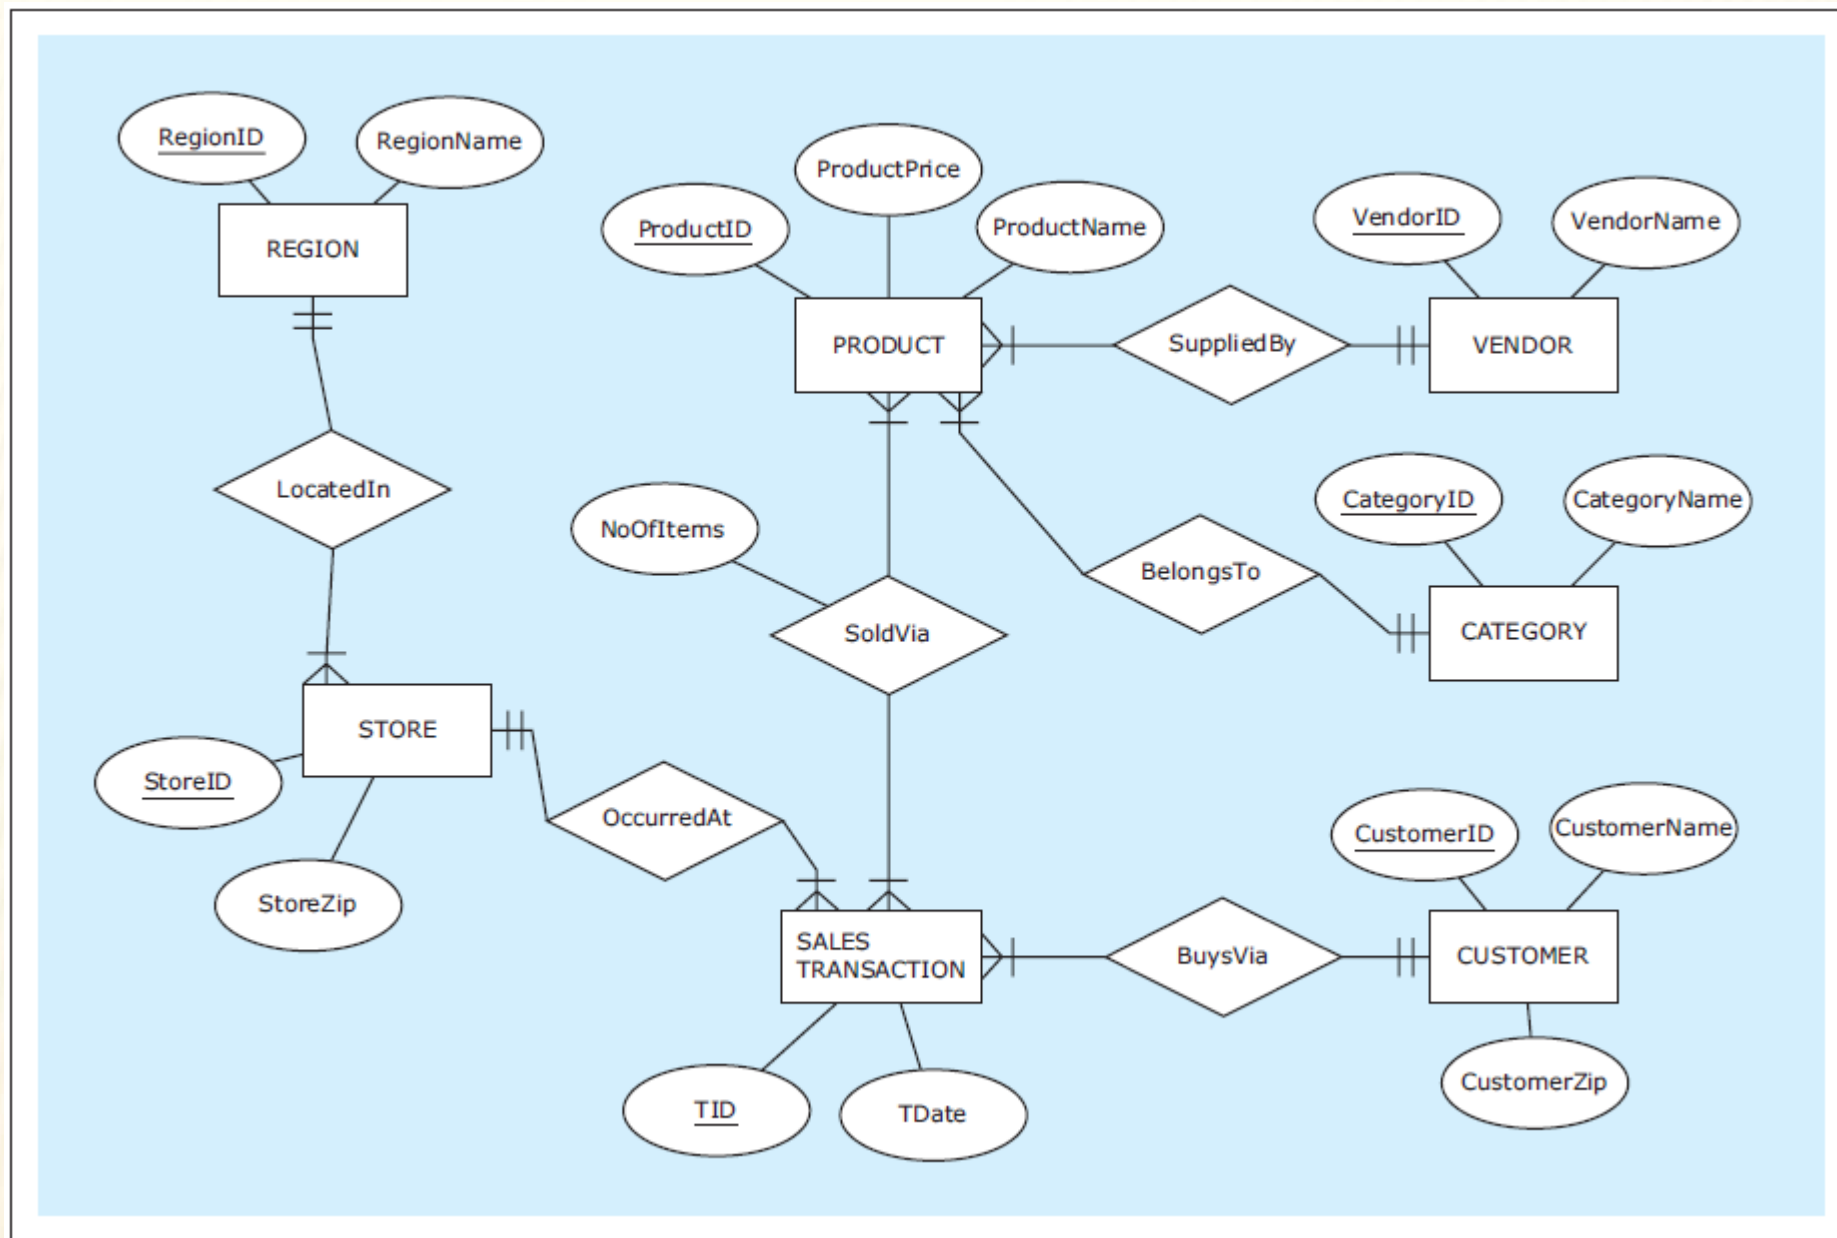 RegionID
RegionName
REGION
ProductPrice
ProductID
ProductName
PRODUCT
SuppliedBy
VendorID
VendorName
VENDOR
LocatedIn
NoOfItems
SoldVia
BelongsTo
CategoryID
CategoryName
CATEGORY
STORE
StoreID
StoreZip
OccurredAt
SALES
TRANSACTION
TID
TDate
BuysVia
CustomerID
CustomerName
CUSTOMER
CustomerZip